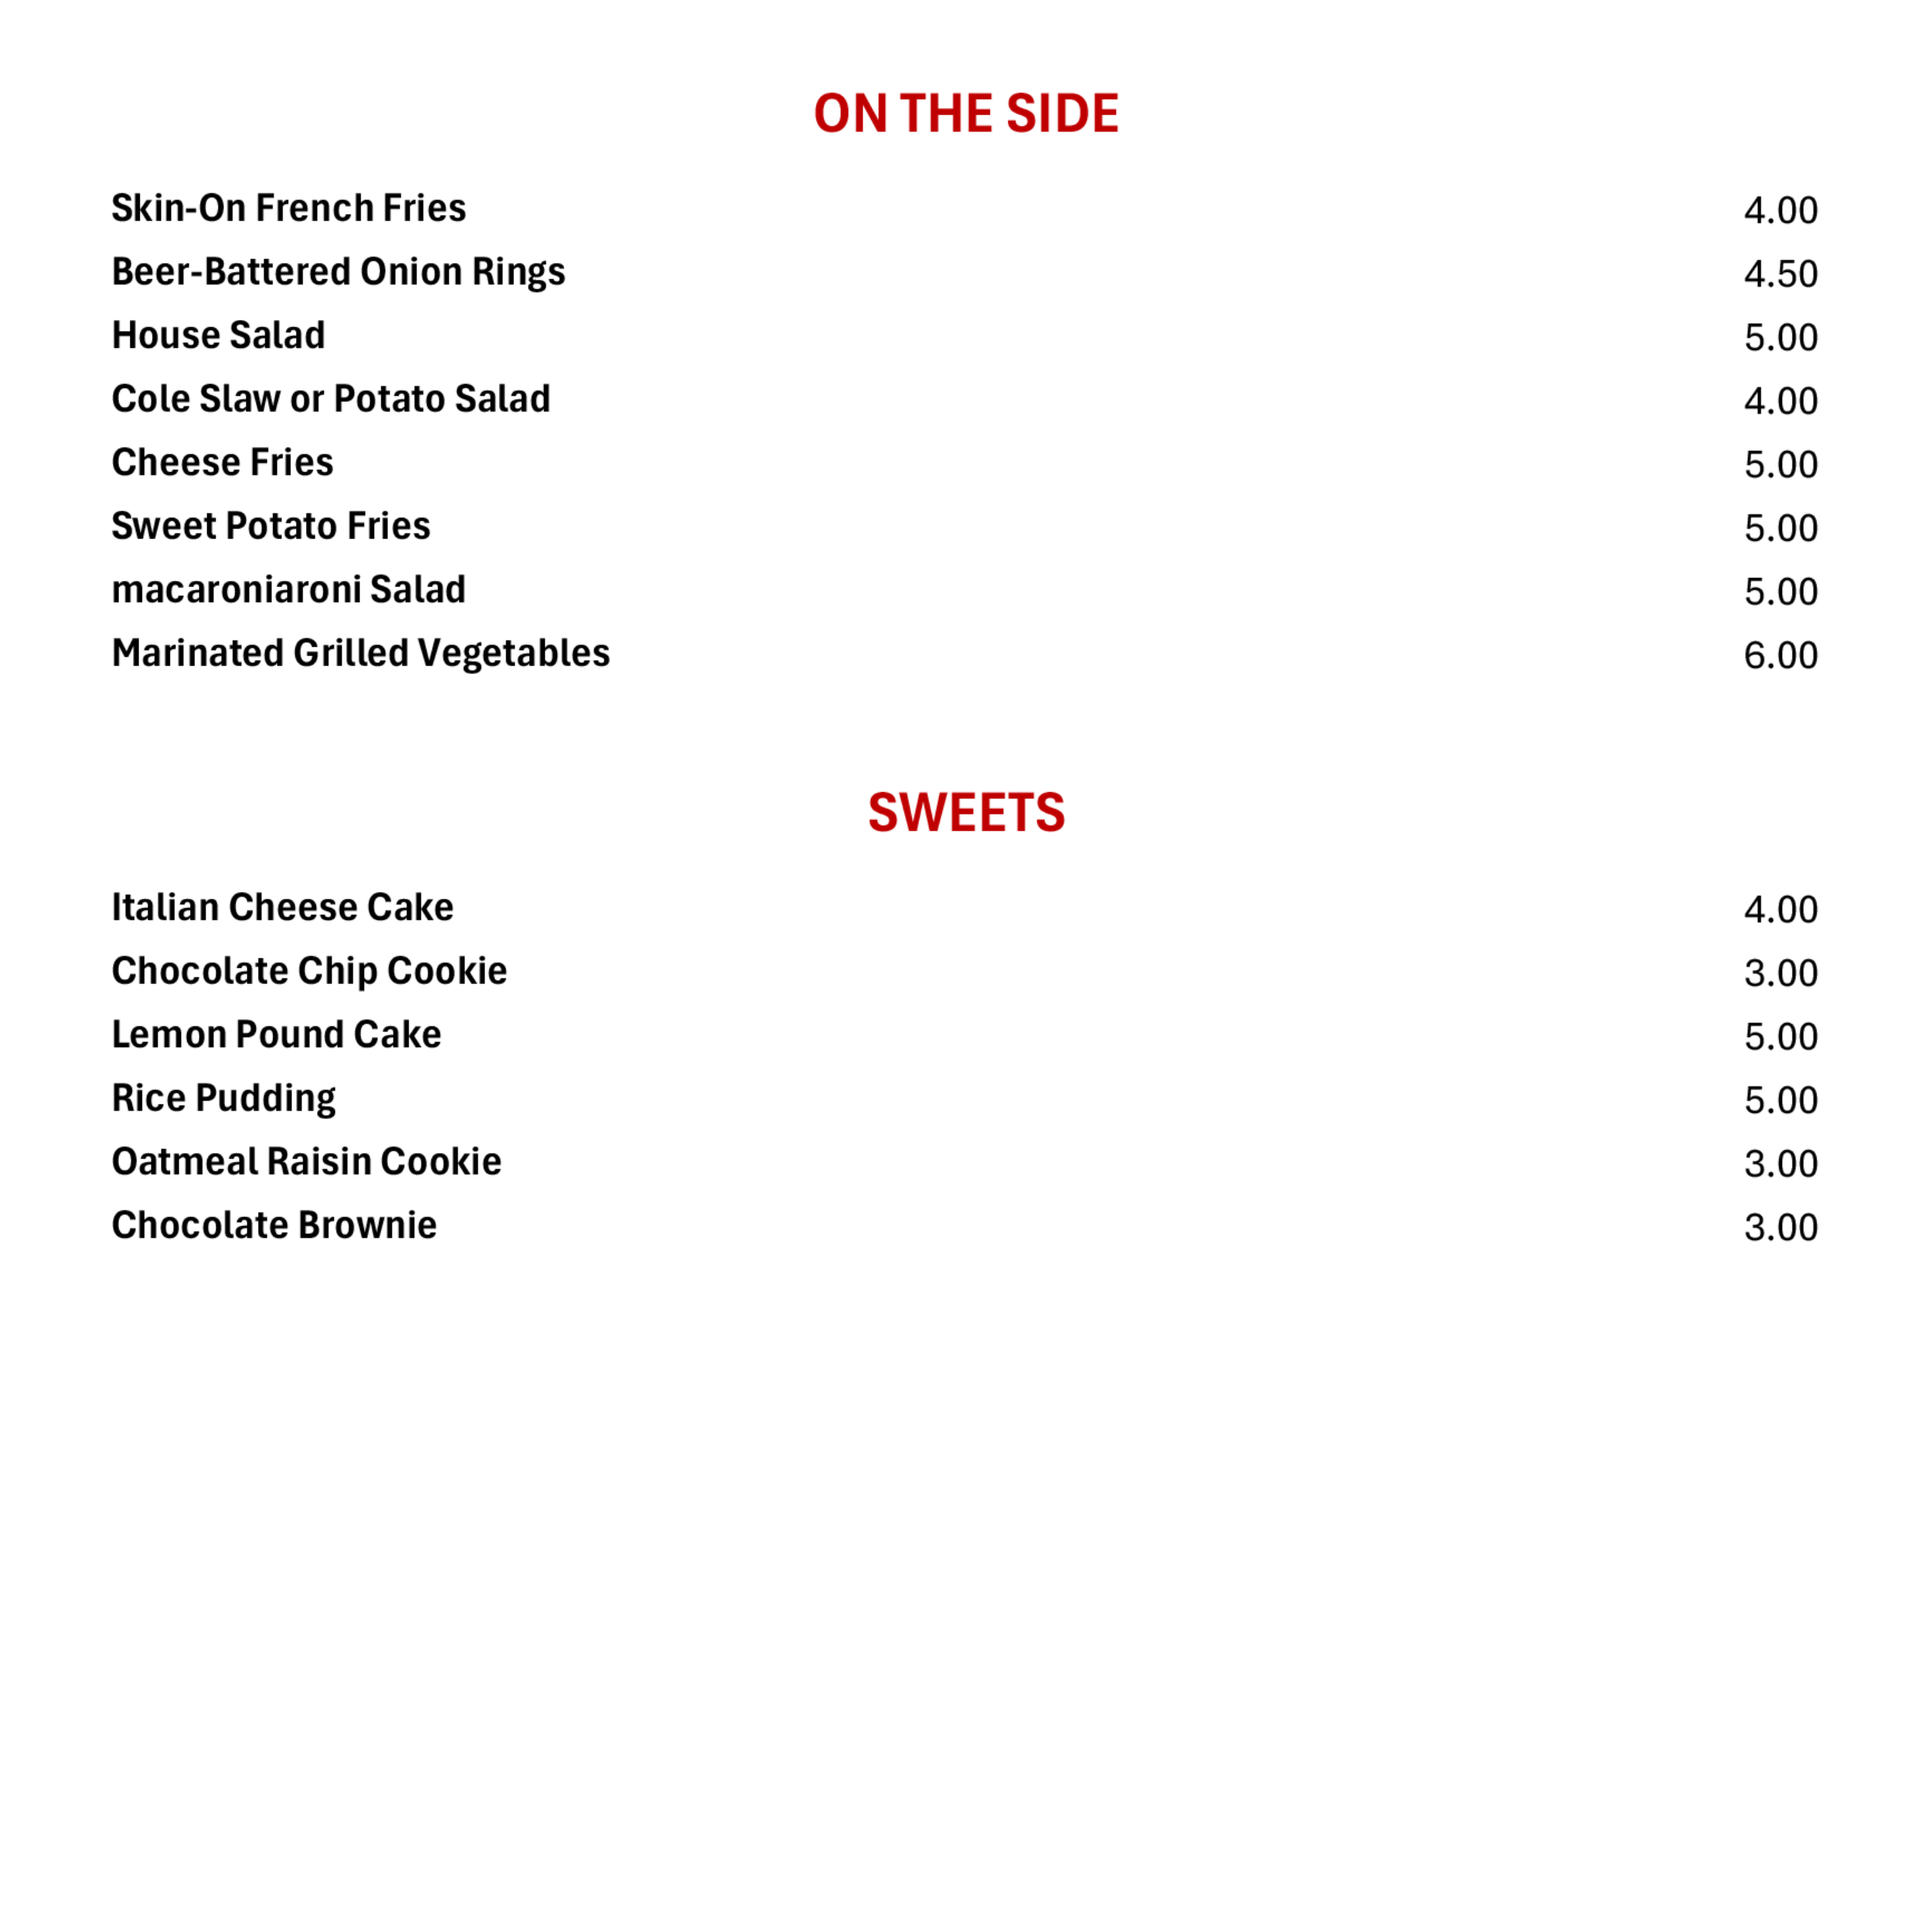 ON THE SIDE
Skin-On French Fries 4.00
Beer-Battered Onion Rings 4.50
House Salad 5.00
Cole Slaw or Potato Salad 4.00
Cheese Fries 5.00
Sweet Potato Fries 5.00
macaroniaroni Salad 5.00
Marinated Grilled Vegetables 6.00
SWEETS
Italian Cheese Cake 4.00
Chocolate Chip Cookie 3.00
Lemon Pound Cake 5.00
Rice Pudding 5.00
Oatmeal Raisin Cookie 3.00
Chocolate Brownie 3.00